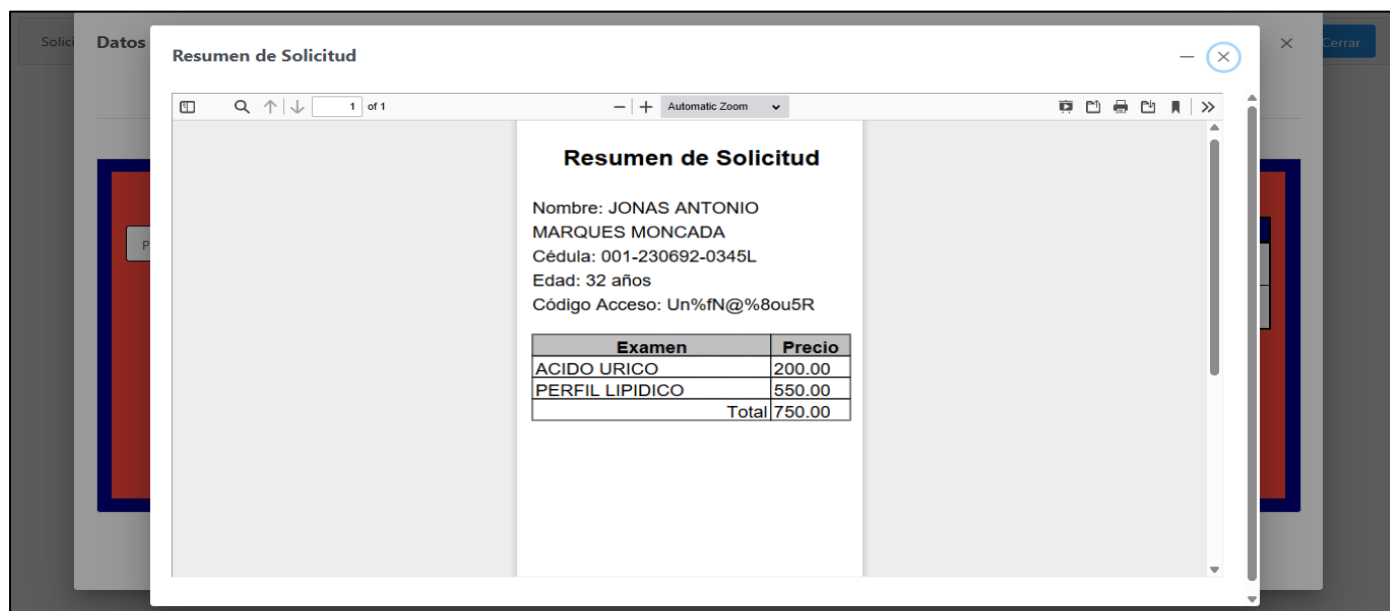 Solici
Datos
Cerrar
Resumen de Solicitud
1 of 1
Automatic Zoom
Resumen de Solicitud
Nombre: JONAS ANTONIO
MARQUES MONCADA
Cédula: 001-230692-0345L
Edad: 32 años
Código Acceso: Un%fN@%8ou5R
Examen Precio
ACIDO URICO 200.00
PERFIL LIPIDICO 550.00
Total 750.00
P